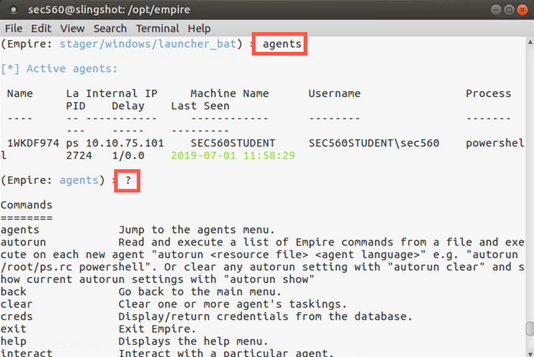 sec560@slingshot: /opt/empire
File Edit View Search Terminal Help
(Empire: stager/windows/launcher_bat) > agents
[*] Active agents:
Name La Internal IP Machine Name Username Process
PID Delay Last Seen
---- -- ----------- ------------ -------- -------
--- ----- ---------
1WKDF974 ps 10.10.75.101 SEC560STUDENT SEC560STUDENT\sec560 powershel
l 2724 1/0.0 2019-07-01 11:58:29
(Empire: agents) > ?
Commands
========
agents Jump to the agents menu.
autorun Read and execute a list of Empire commands from a file and exe
cute on each new agent "autorun <resource file> <agent language>" e.g. "autorun
/root/ps.rc powershell". Or clear any autorun setting with "autorun clear" and s
how current autorun settings with "autorun show"
back Go back to the main menu.
clear Clear one or more agent's taskings.
creds Display/return credentials from the database.
exit Exit Empire.
help Displays the help menu.
interact Interact with a particular agent.